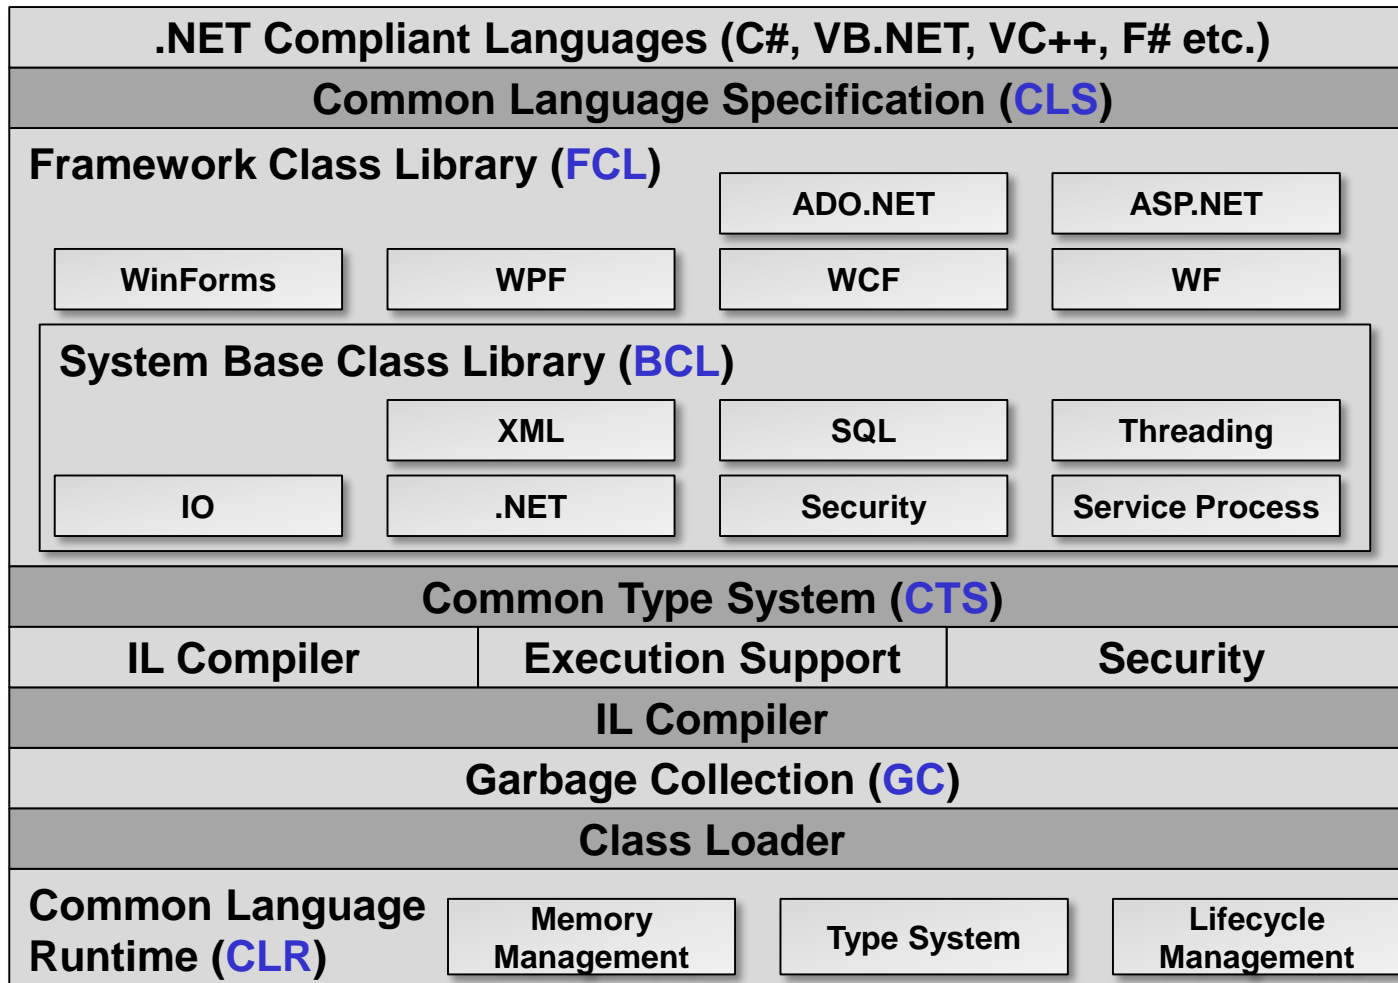 .NET Compliant Languages (C#, VB.NET, VC++, F# etc.)
Common Language Specification (CLS)
Framework Class Library (FCL)
ADO.NET
ASP.NET
WinForms
WPF
WCF
WF
System Base Class Library (BCL)
XML
SQL
Threading
IO
.NET
Security
Service Process
Common Type System (CTS)
IL Compiler
Execution Support
Security
IL Compiler
Garbage Collection (GC)
Class Loader
Common Language
Runtime (CLR)
Memory
Management
Type System
Lifecycle
Management